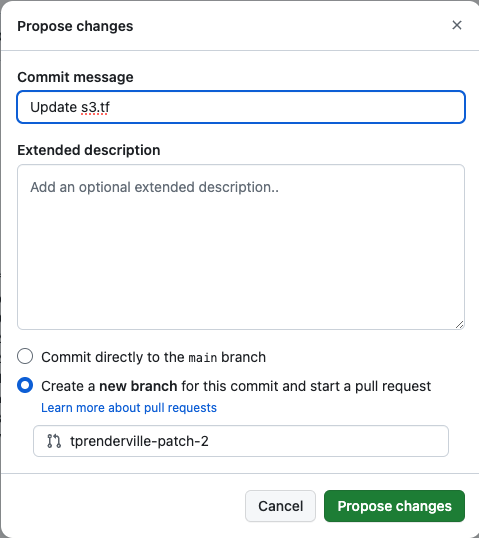 Propose changes
Commit message
Update s3.tf
Extended description
Add an optional extended description..
Commit directly to the main branch
Create a new branch for this commit and start a pull request
Learn more about pull requests
tprenderville-patch-2
Cancel
Propose changes